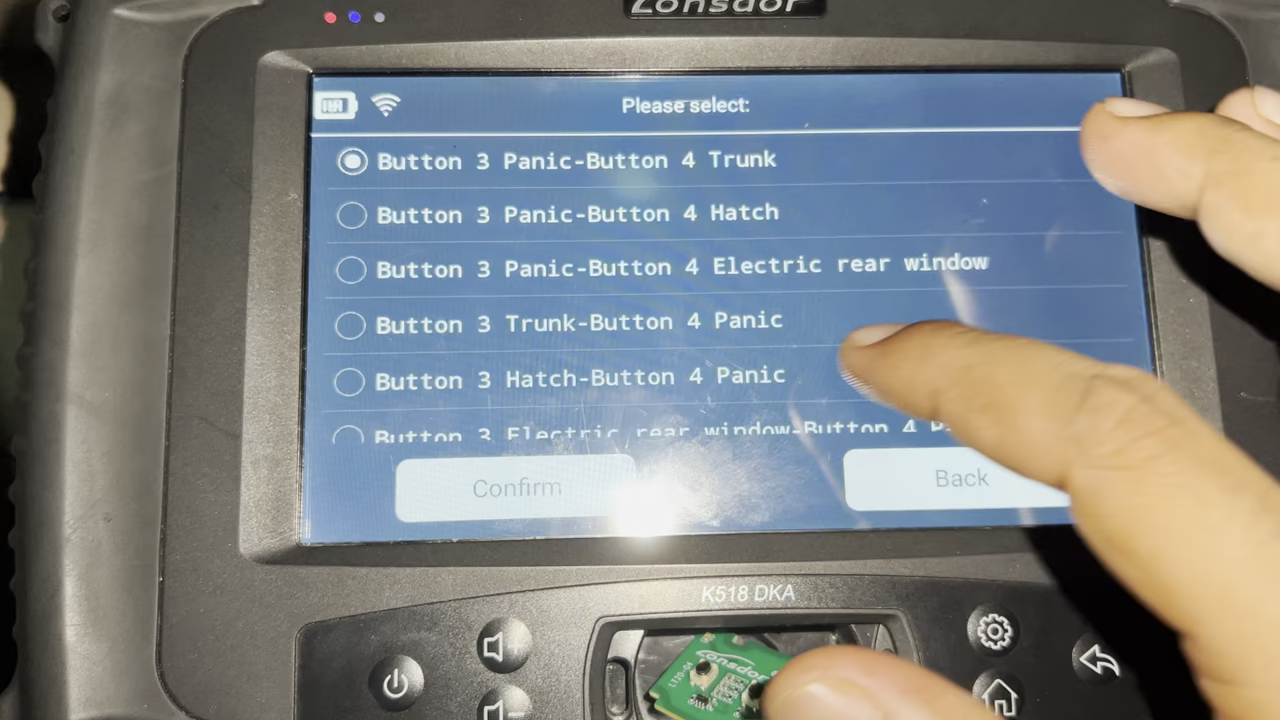 Lonsdor
Please select:
Button 3 Panic-Button 4 Trunk
Button 3 Panic-Button 4 Hatch
Button 3 Panic-Button 4 Electric rear window
Button 3 Trunk-Button 4 Panic
Button 3 Hatch-Button 4 Panic
Button 3 Electric rear window-Button 4
Confirm
Back
K518 DKA
Lonsdor